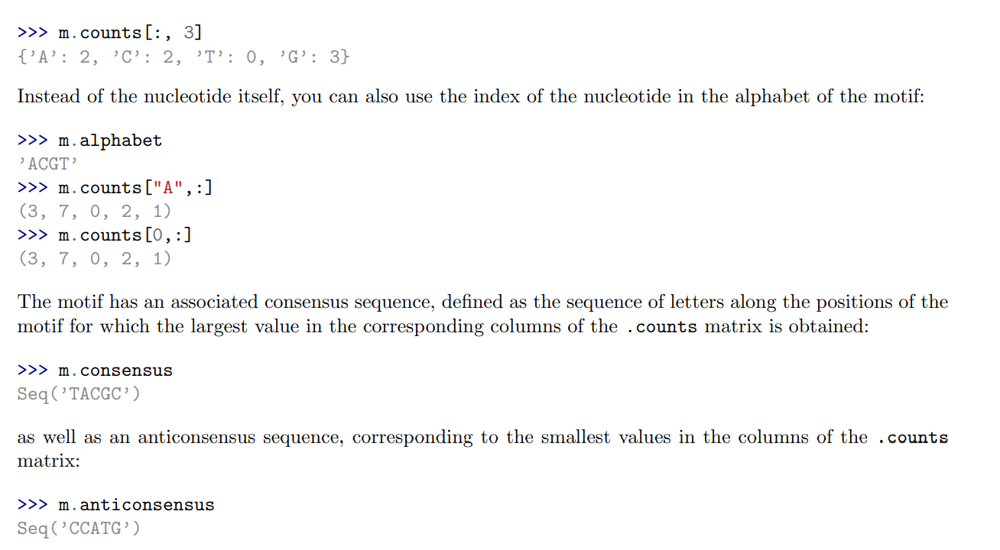 >>> m.counts[:, 3]
{’A’: 2, ’C’: 2, ’T’: 0, ’G’: 3}
Instead of the nucleotide itself, you can also use the index of the nucleotide in the alphabet of the motif:
>>> m.alphabet
’ACGT’
>>> m.counts["A",:]
(3, 7, 0, 2, 1)
>>> m.counts[0,:]
(3, 7, 0, 2, 1)
The motif has an associated consensus sequence, defined as the sequence of letters along the positions of the
motif for which the largest value in the corresponding columns of the .counts matrix is obtained:
>>> m.consensus
Seq(’TACGC’)
as well as an anticonsensus sequence, corresponding to the smallest values in the columns of the .counts
matrix:
>>> m.anticonsensus
Seq(’CCATG’)